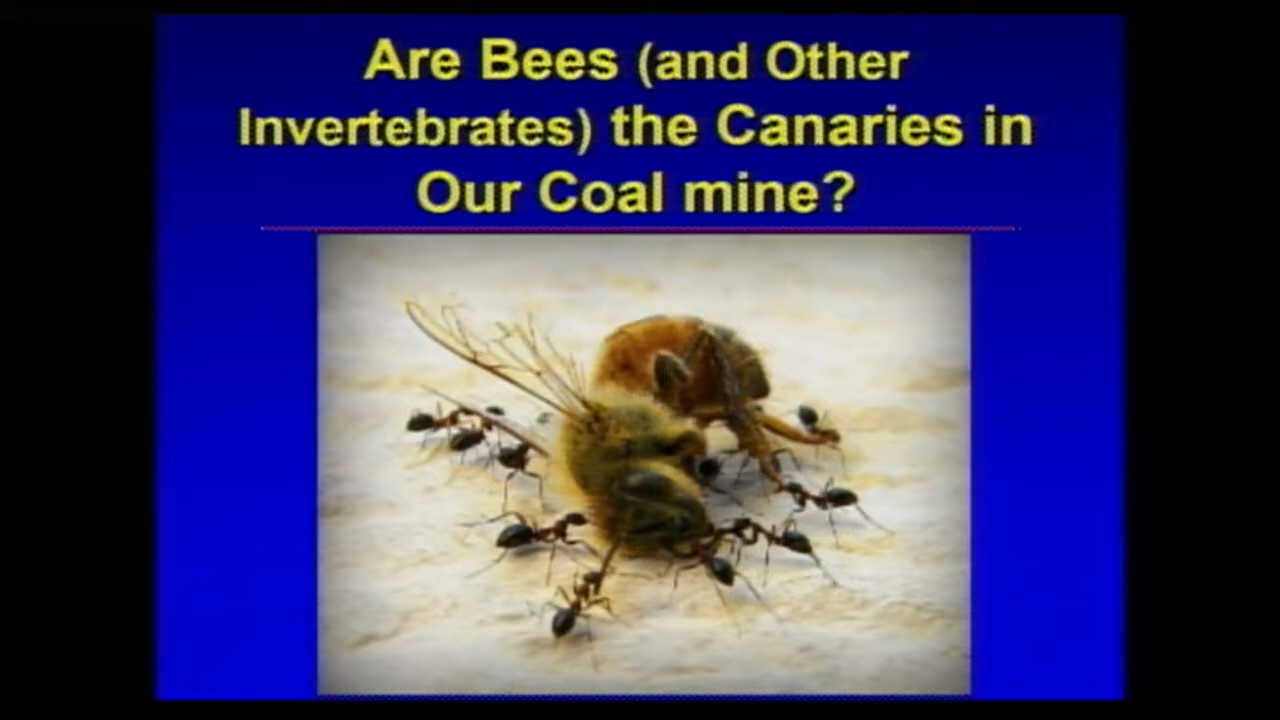 Are Bees (and Other
Invertebrates) the Canaries in
Our Coal mine?